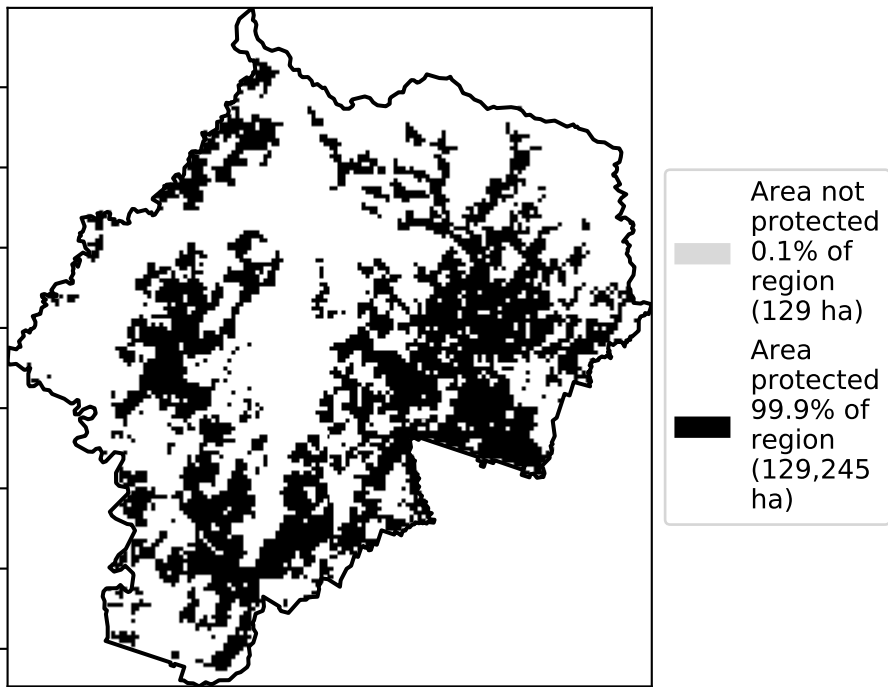 Area not
protected
0.1% of
region
(129 ha)
Area
protected
99.9% of
region
(129,245
ha)